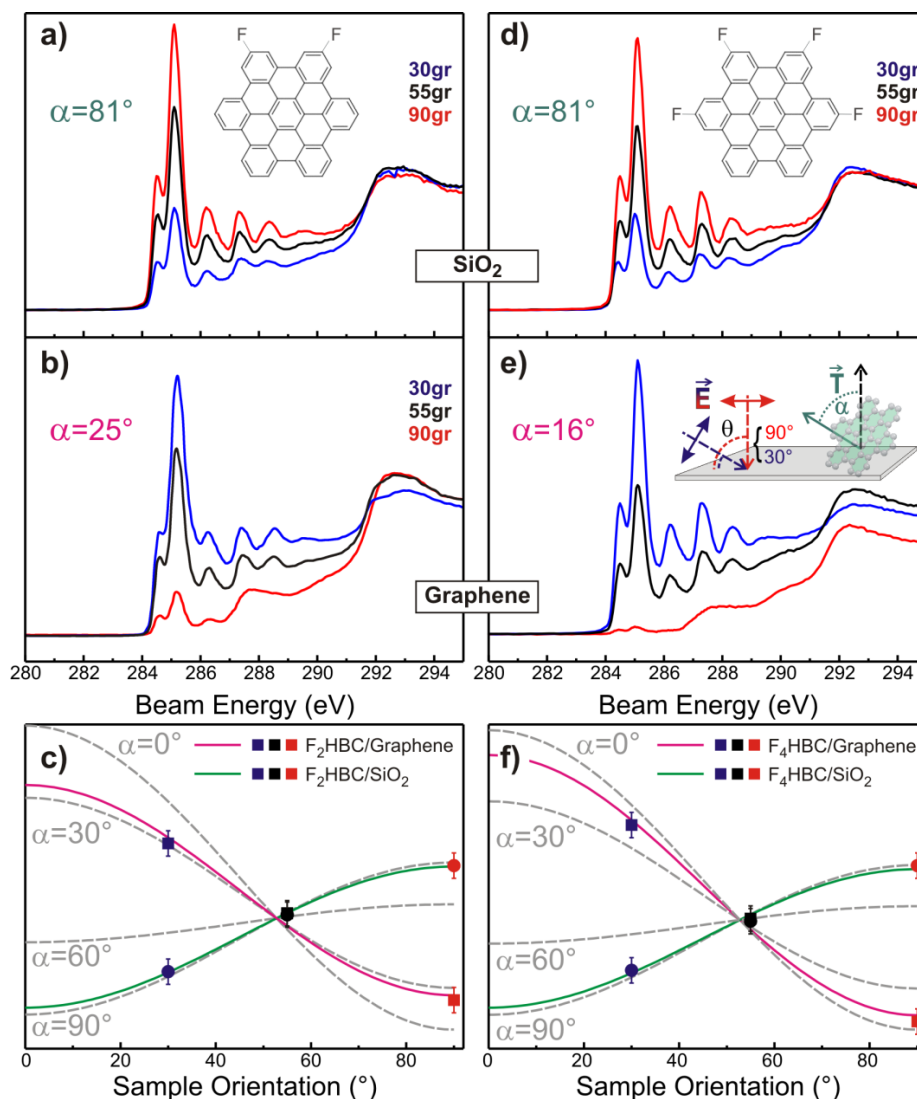 a)
F
F
30gr
55gr
90gr
α=81°
d)
F
F
F
F
30gr
55gr
90gr
α=81°
SiO₂
b)
30gr
55gr
90gr
α=25°
e)
E
θ
90°
30°
T
α
α=16°
Graphene
280 282 284 286 288 290 292 294
280 282 284 286 288 290 292 294
Beam Energy (eV)
Beam Energy (eV)
c)
α=0°
F₂HBC/Graphene
F₂HBC/SiO₂
α=30°
α=60°
α=90°
f)
α=0°
F₄HBC/Graphene
F₄HBC/SiO₂
α=30°
α=60°
α=90°
0 20 40 60 80
0 20 40 60 80
Sample Orientation (°)
Sample Orientation (°)